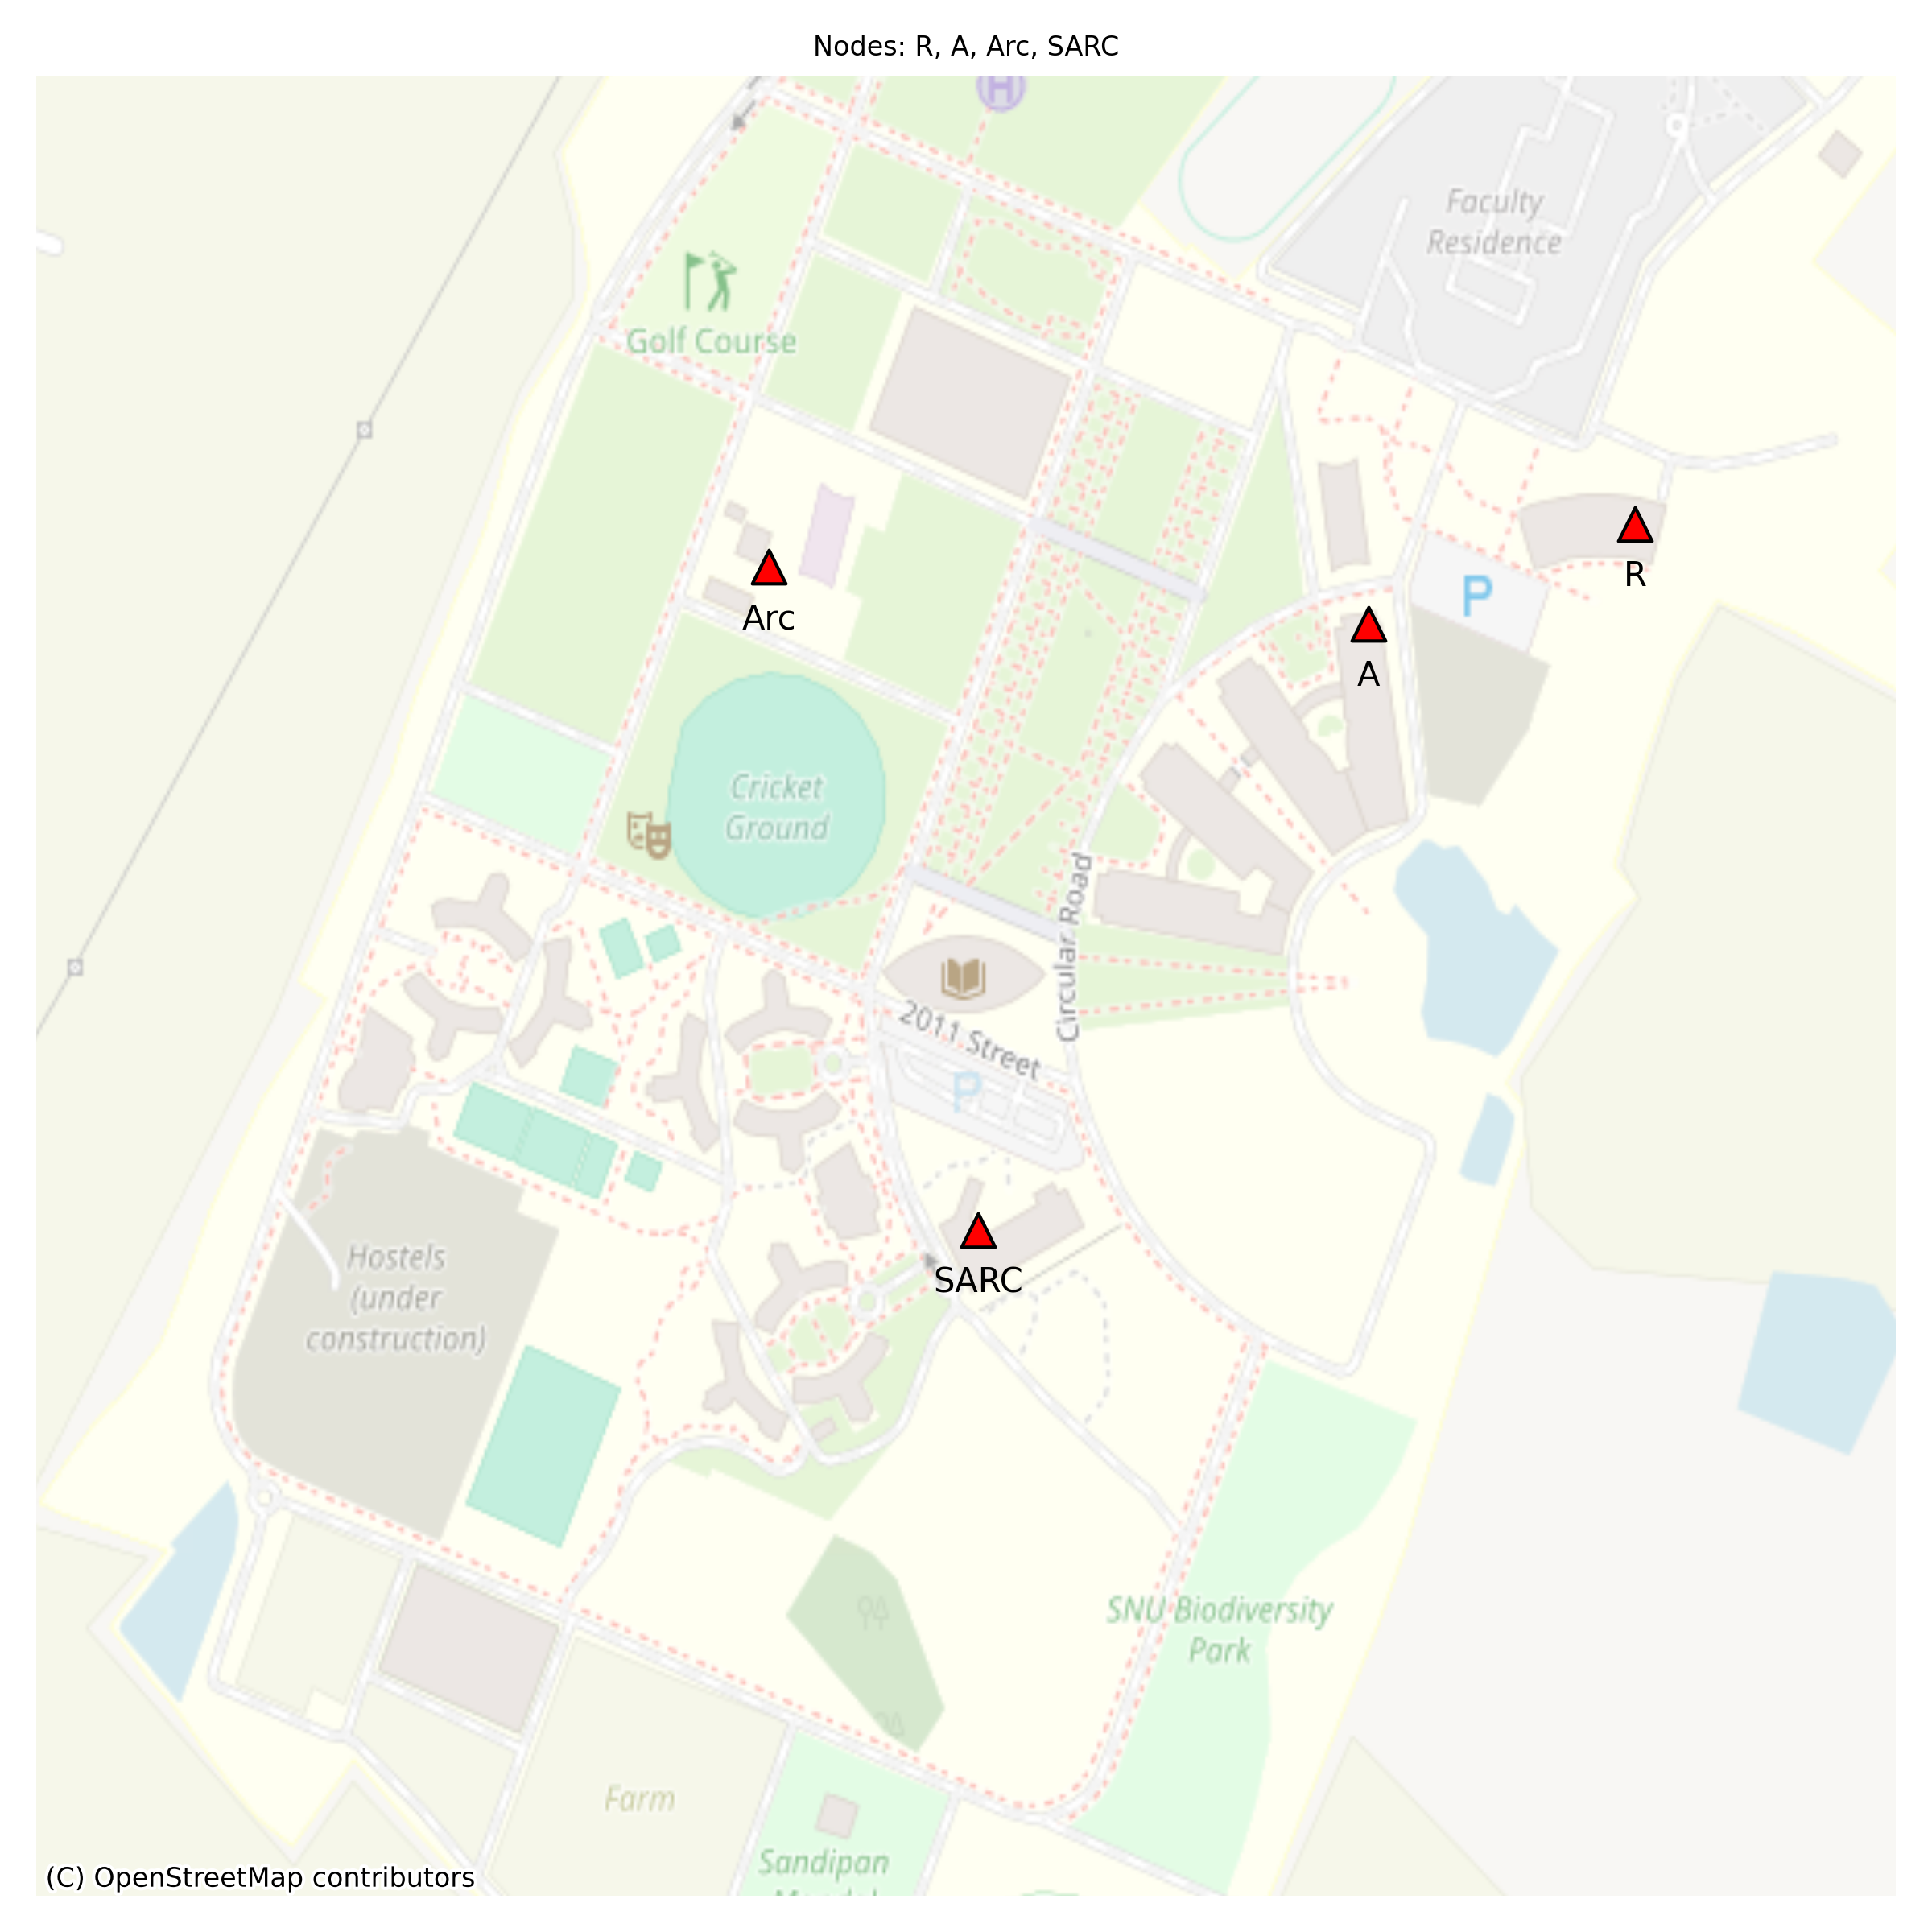 Nodes: R, A, Arc, SARC
H
Faculty
Residence
Golf Course
R
P
Arc
A
Cricket
Ground
Circular Road
2011 Street
P
SARC
Hostels
(under
construction)
SNU Biodiversity
Park
Farm
Sandipan
(C) OpenStreetMap contributors